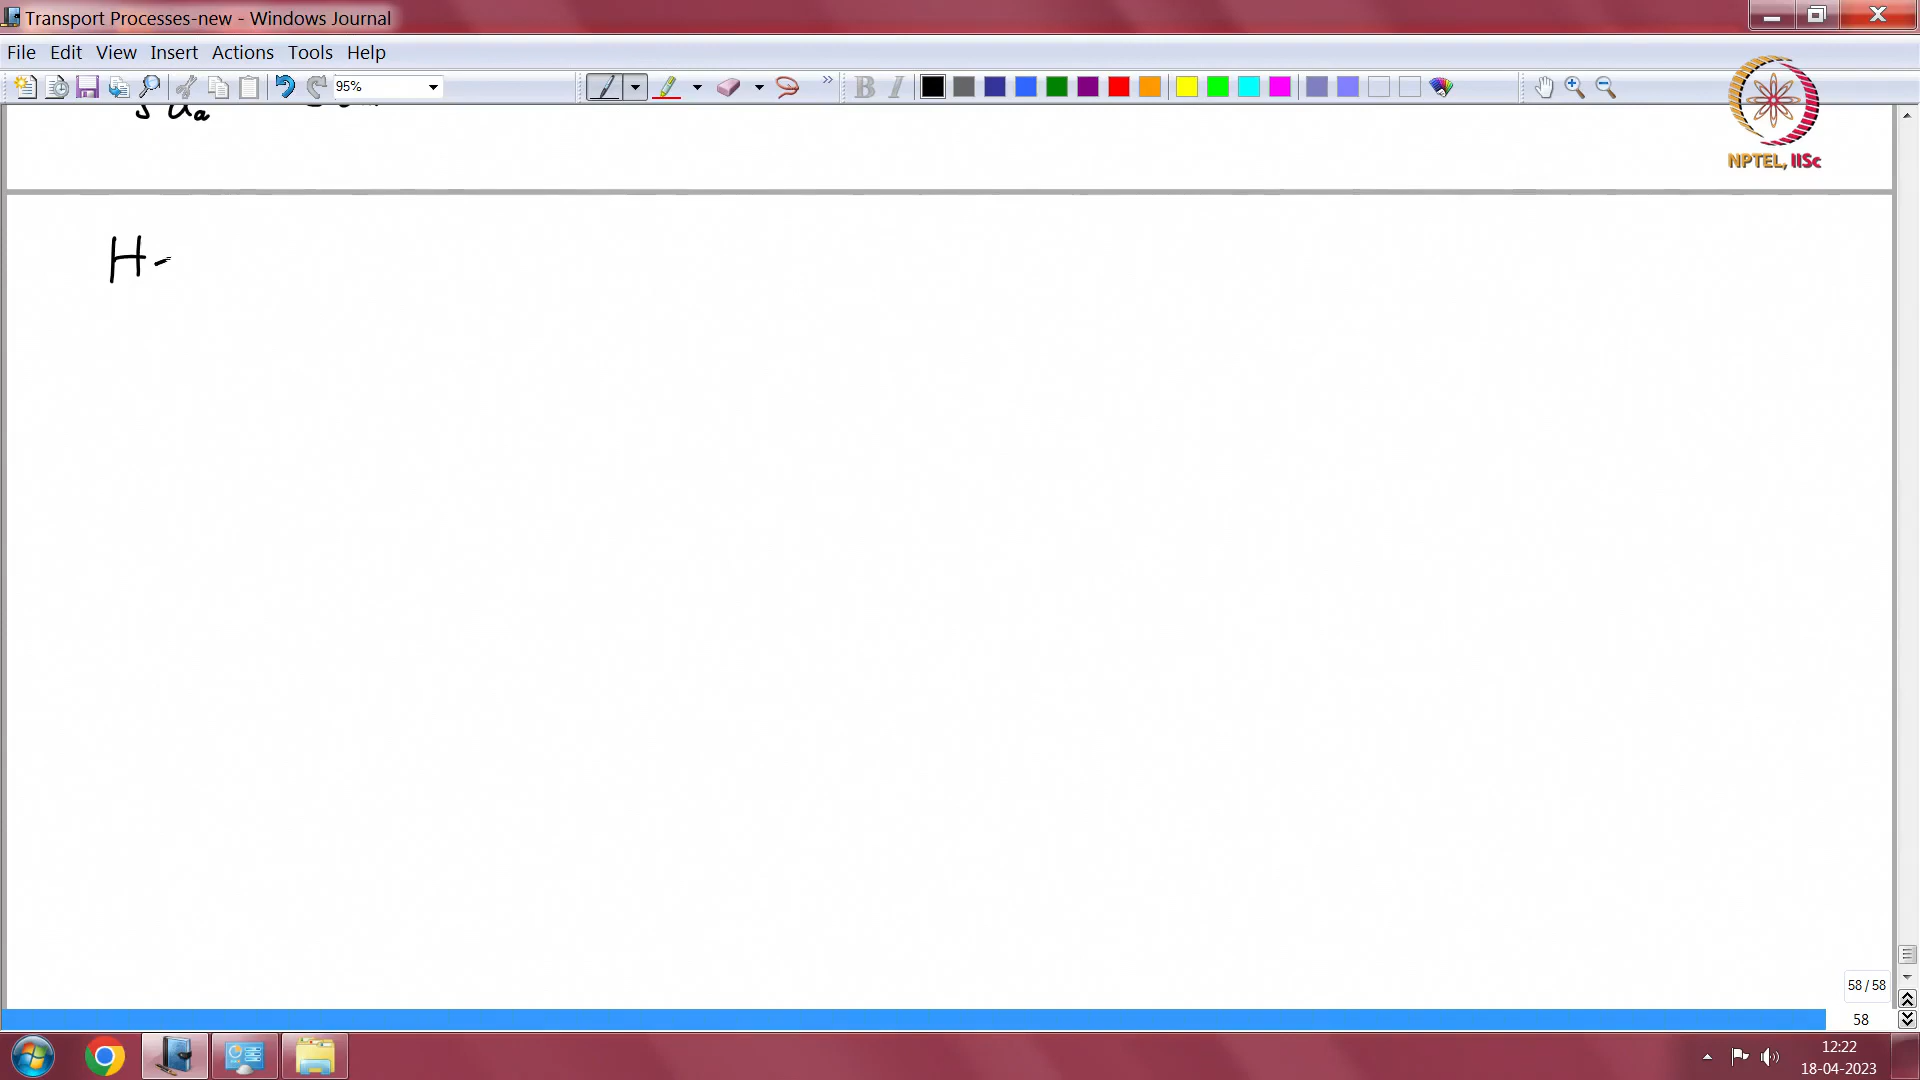 Transport Processes-new - Windows Journal
File Edit View Insert Actions Tools Help
95% B I
NPTEL, IISc
H-
58 / 58
58
12:22
18-04-2023